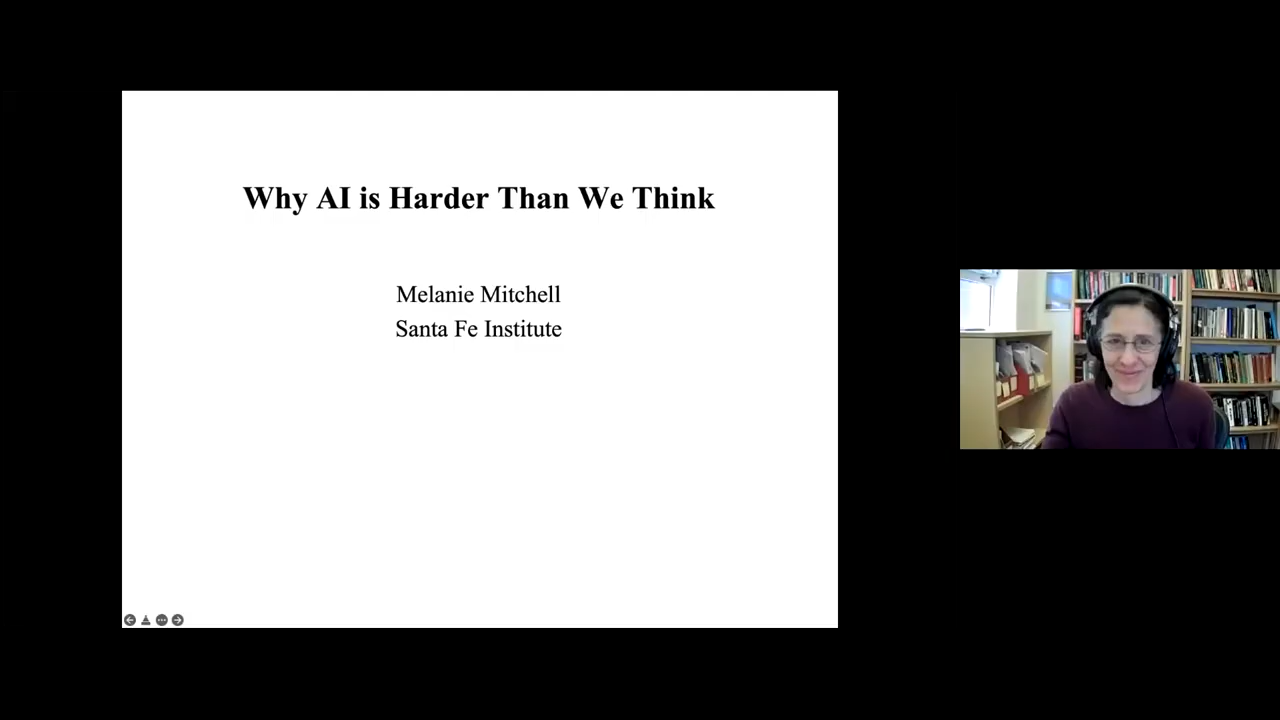 Why AI is Harder Than We Think
Melanie Mitchell
Santa Fe Institute